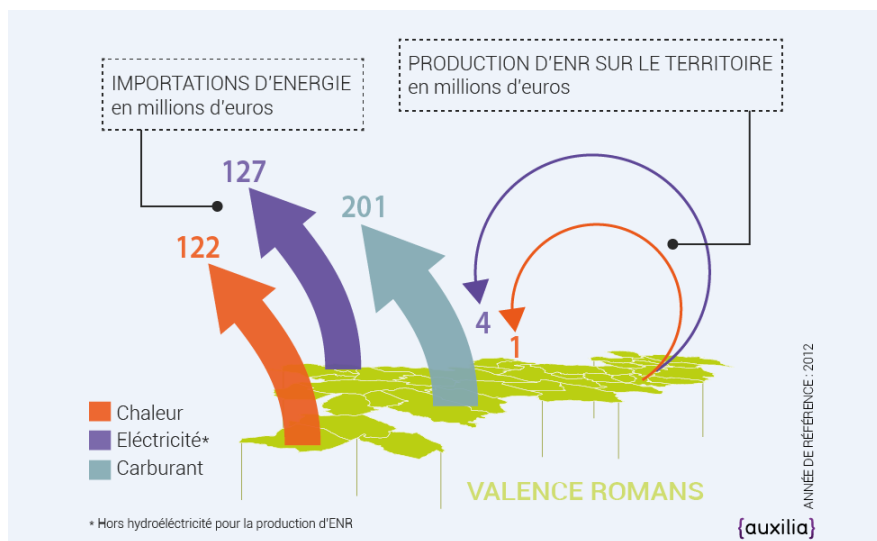 IMPORTATIONS D'ENERGIE
en millions d'euros
PRODUCTION D'ENR SUR LE TERRITOIRE
en millions d'euros
127
201
122
4
1
Chaleur
Eléctricité*
Carburant
VALENCE ROMANS
ANNÉE DE RÉFÉRENCE : 2012
* Hors hydroéléctricité pour la production d'ENR
{auxilia}